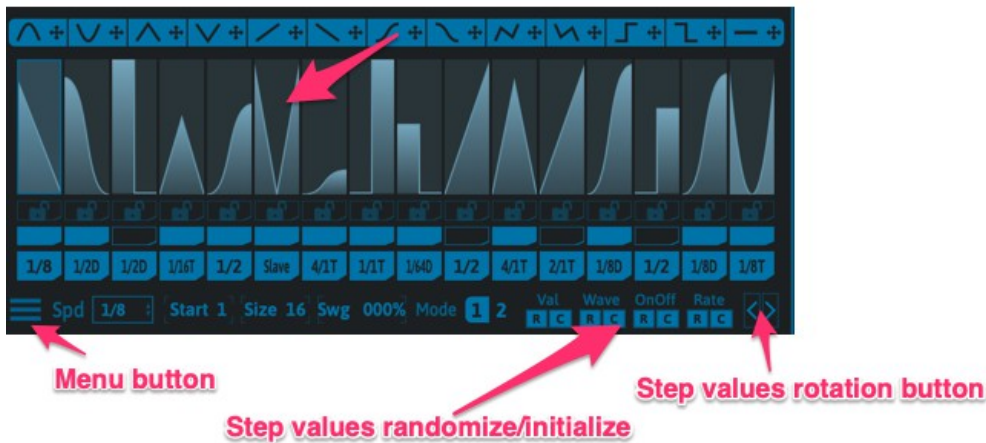 1/8 1/2D 1/2D 1/16T 1/2 Slave 4/1T 1/1T 1/64D 1/2 4/1T 2/1T 1/8D 1/2 1/8D 1/8T
Spd 1/8 Start 1 Size 16 Swg 000% Mode 1 2 Val R C Wave R C OnOff R C Rate R C
Menu button
Step values rotation button
Step values randomize/initialize